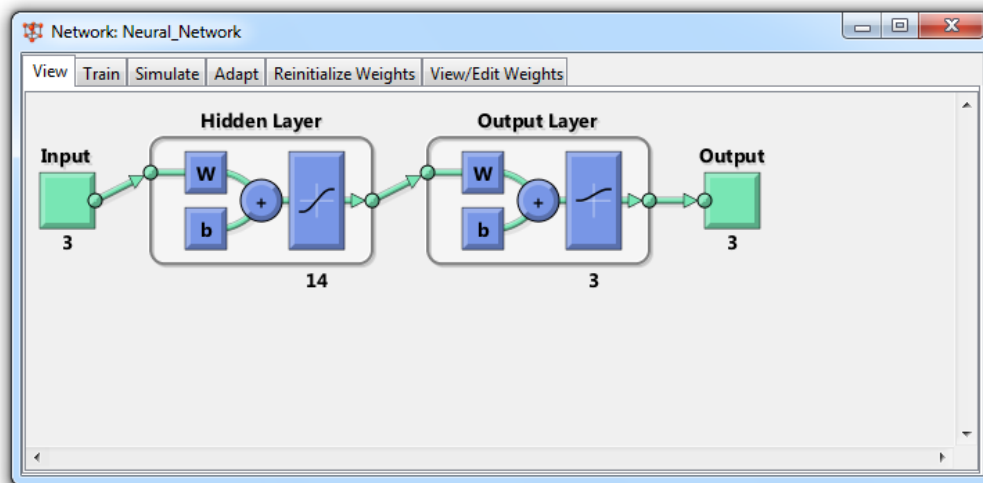 Network: Neural_Network
View Train Simulate Adapt Reinitialize Weights View/Edit Weights
Hidden Layer Output Layer
Input Output
W W
+ +
b b
3 3
14 3